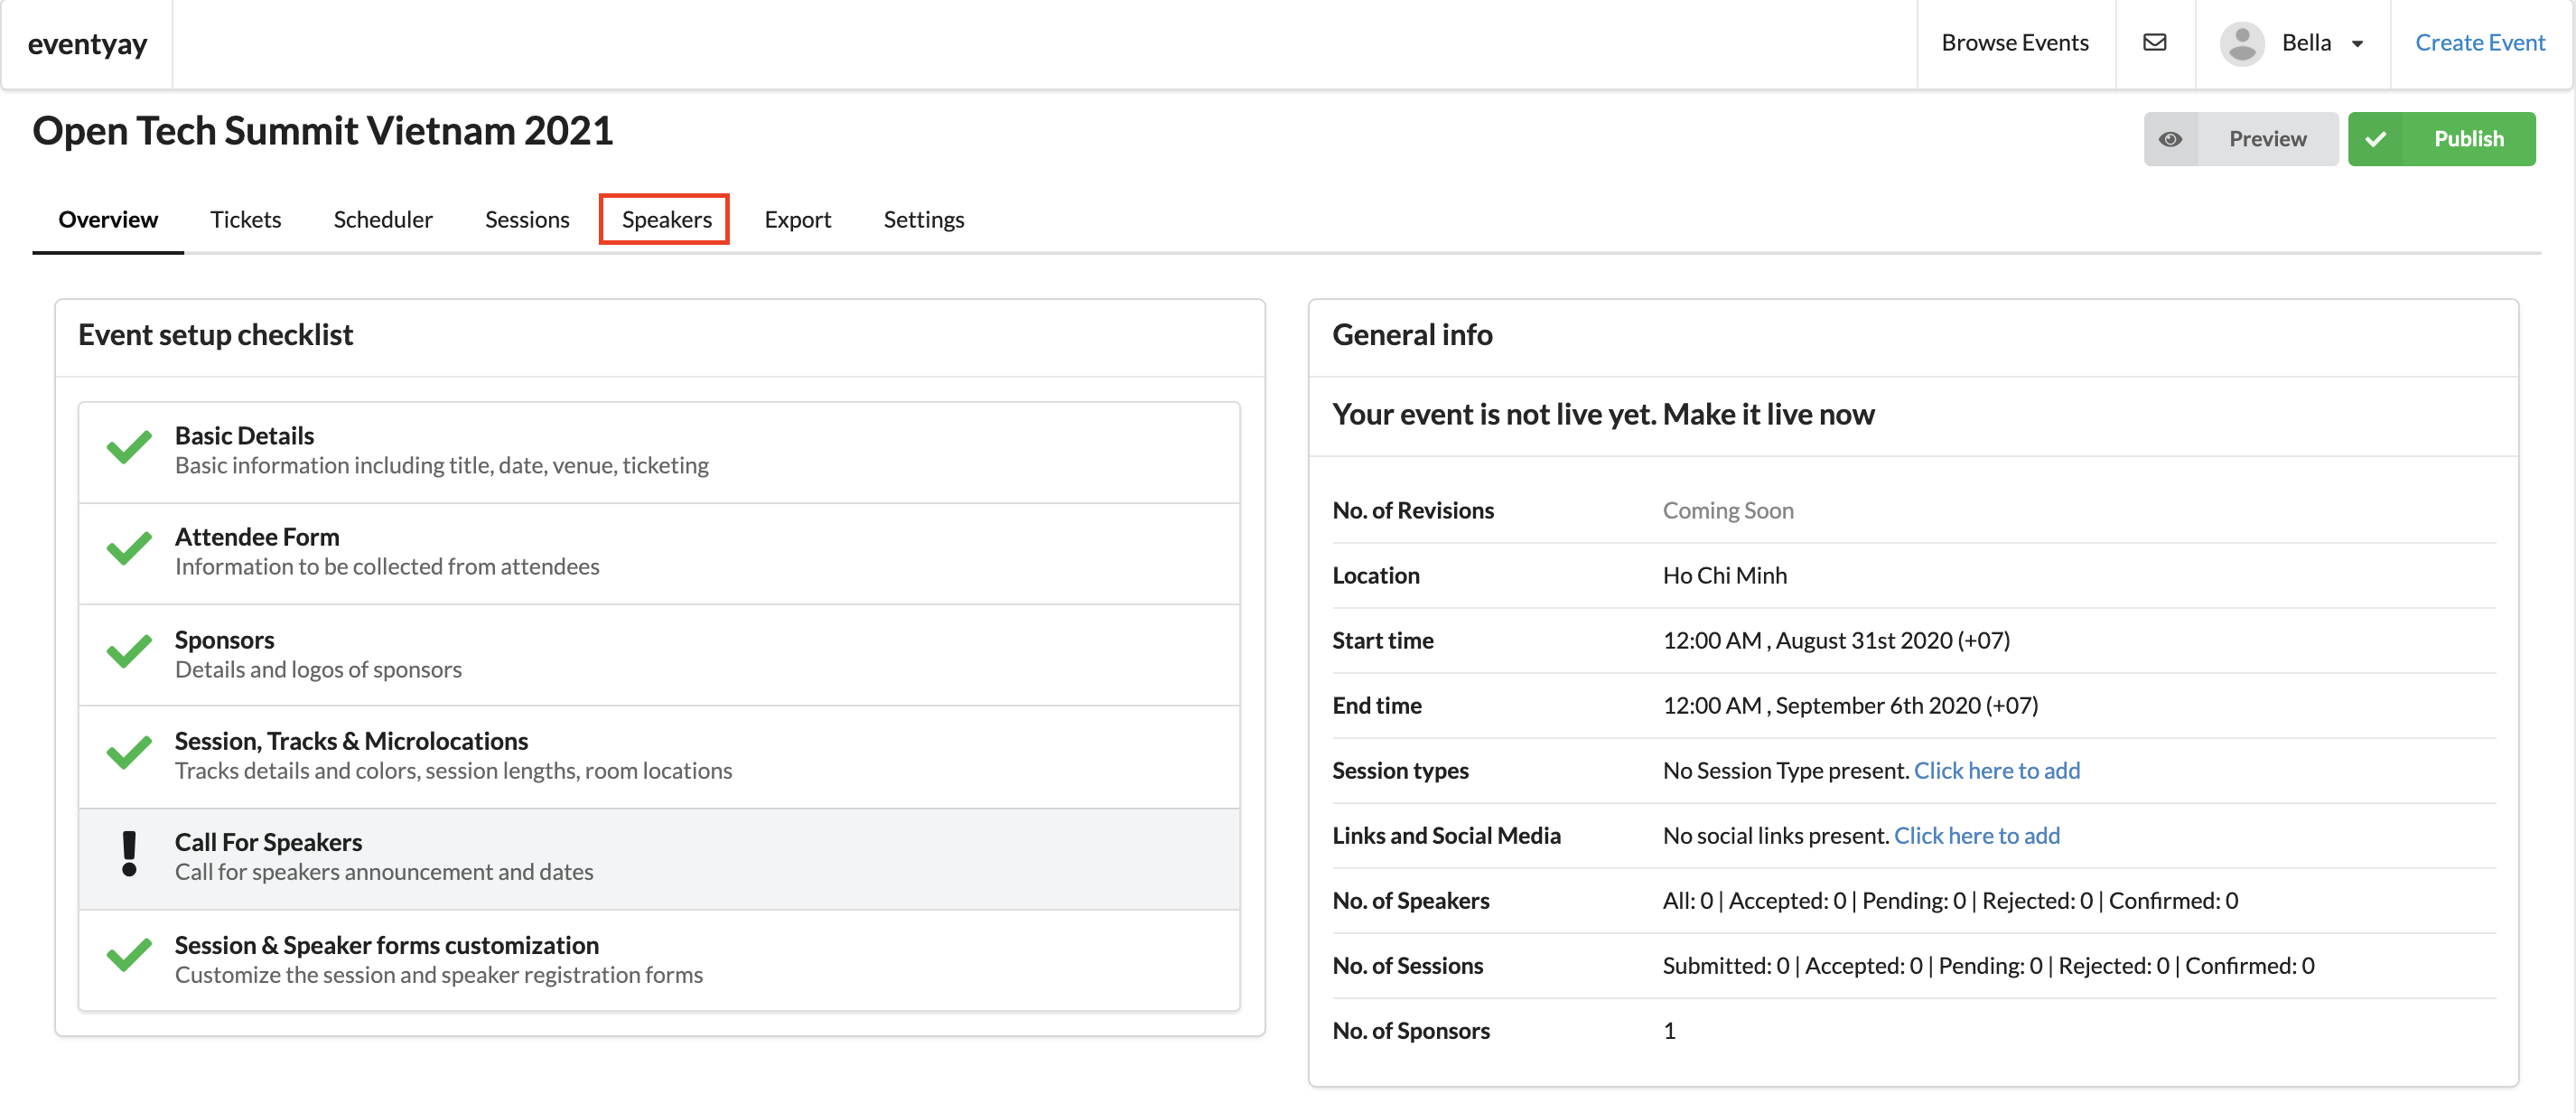 eventyay
Browse Events
Bella
Create Event
Open Tech Summit Vietnam 2021
Preview
Publish
Overview Tickets Scheduler Sessions Speakers Export Settings
Event setup checklist
Basic Details
Basic information including title, date, venue, ticketing
Attendee Form
Information to be collected from attendees
Sponsors
Details and logos of sponsors
Session, Tracks & Microlocations
Tracks details and colors, session lengths, room locations
Call For Speakers
Call for speakers announcement and dates
Session & Speaker forms customization
Customize the session and speaker registration forms
General info
Your event is not live yet. Make it live now
No. of Revisions Coming Soon
Location Ho Chi Minh
Start time 12:00 AM , August 31st 2020 (+07)
End time 12:00 AM , September 6th 2020 (+07)
Session types No Session Type present. Click here to add
Links and Social Media No social links present. Click here to add
No. of Speakers All: 0 | Accepted: 0 | Pending: 0 | Rejected: 0 | Confirmed: 0
No. of Sessions Submitted: 0 | Accepted: 0 | Pending: 0 | Rejected: 0 | Confirmed: 0
No. of Sponsors 1